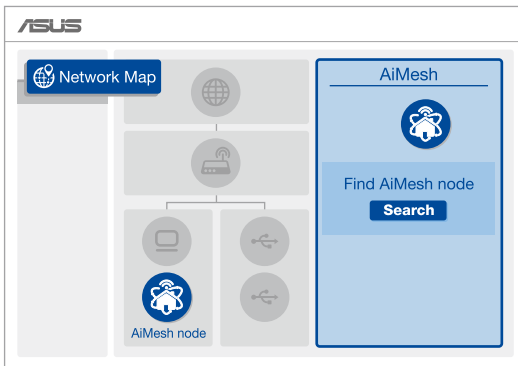 ASUS
Network Map
AiMesh
Find AiMesh node
Search
AiMesh node